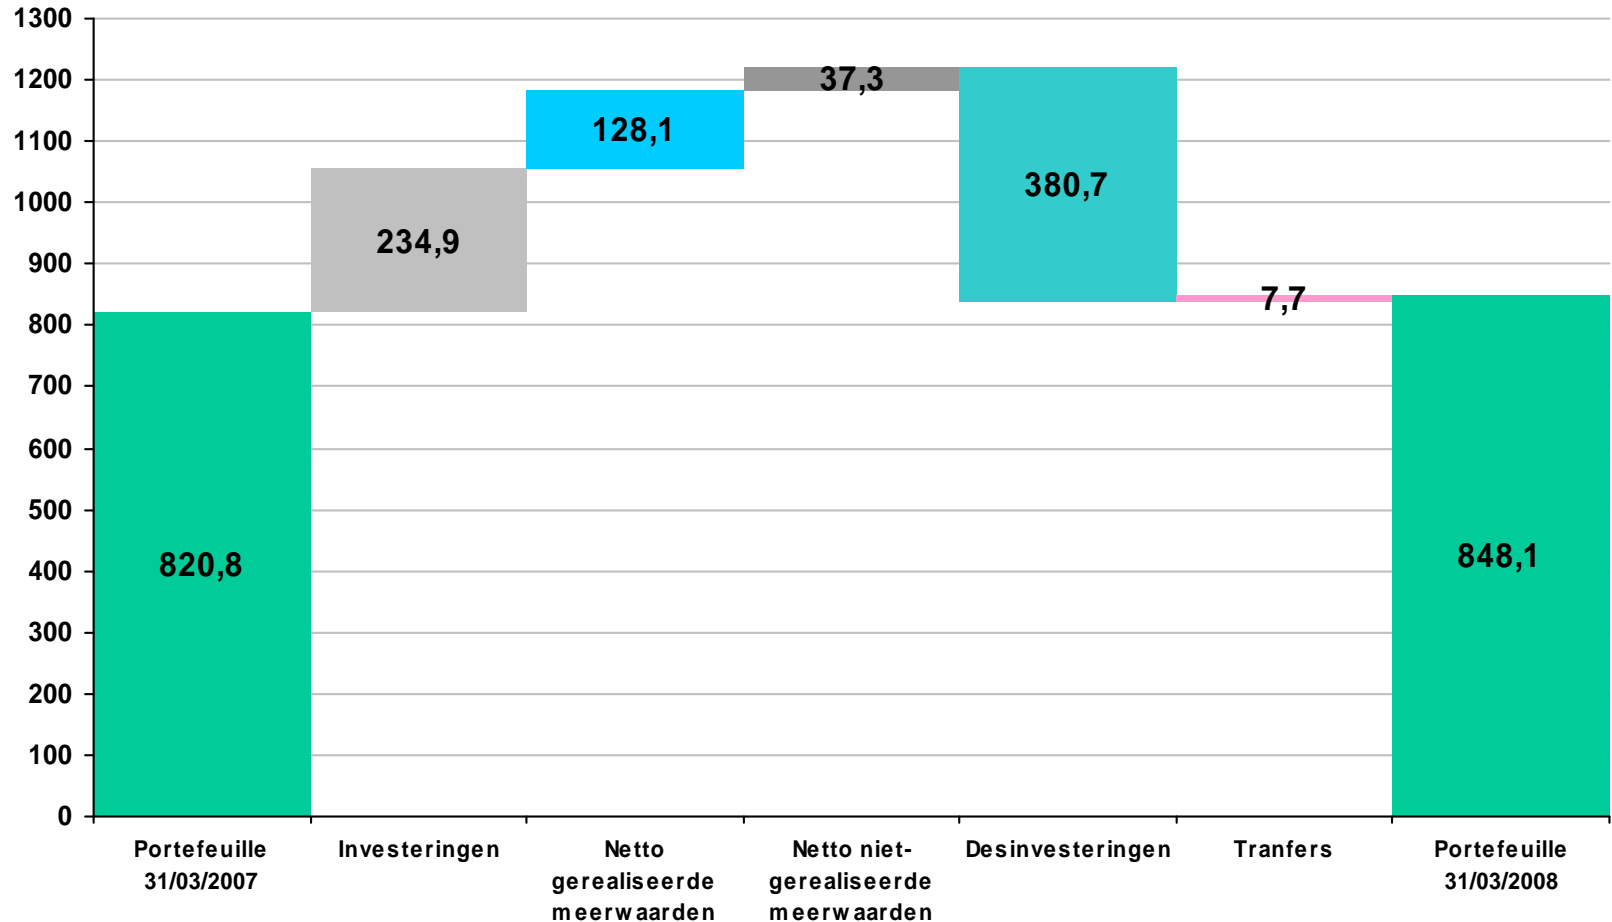 1300
1200
1100
1000
900
800
700
600
500
400
300
200
100
0
820,8
234,9
128,1
37,3
380,7
7,7
848,1
Portefeuille
31/03/2007
Investeringen
Netto
gerealiseerde
meerwaarden
Netto niet-
gerealiseerde
meerwaarden
Desinvesteringen
Tranfers
Portefeuille
31/03/2008